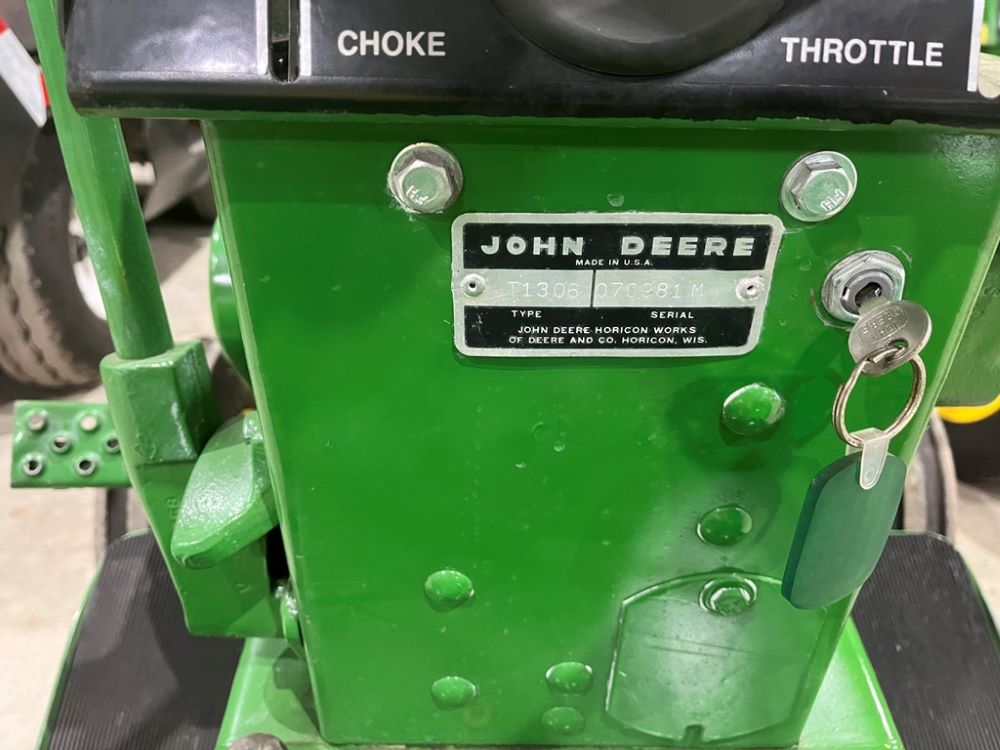 CHOKE
THROTTLE
JOHN DEERE
MADE IN U.S.A.
T1306 070981M
TYPE SERIAL
JOHN DEERE HORICON WORKS
OF DEERE AND CO. HORICON, WIS.